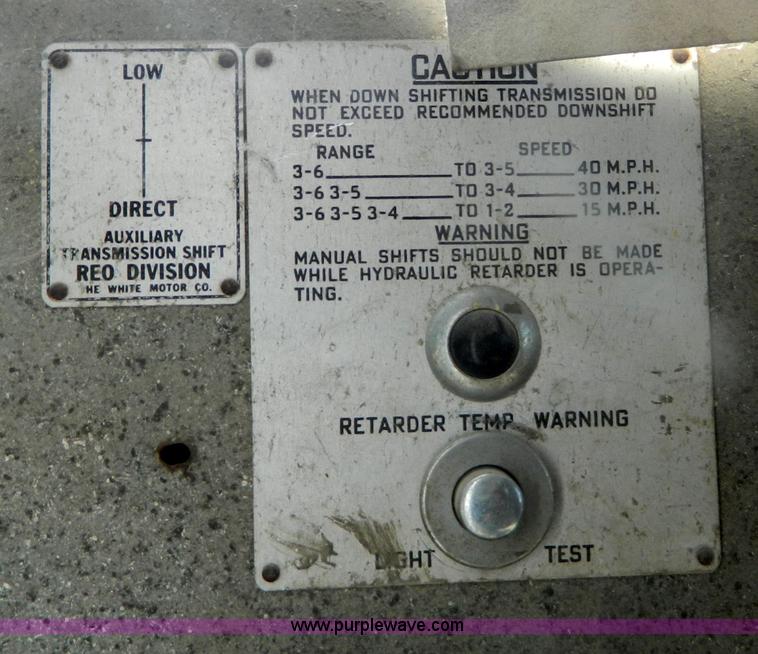 LOW
DIRECT
AUXILIARY
TRANSMISSION SHIFT
REO DIVISION
HE WHITE MOTOR CO.
CAUTION
WHEN DOWN SHIFTING TRANSMISSION DO
NOT EXCEED RECOMMENDED DOWNSHIFT
SPEED.
RANGE SPEED
3-6 TO 3-5 40 M.P.H.
3-6 3-5 TO 3-4 30 M.P.H.
3-6 3-5 3-4 TO 1-2 15 M.P.H.
WARNING
MANUAL SHIFTS SHOULD NOT BE MADE
WHILE HYDRAULIC RETARDER IS OPERA-
TING.
RETARDER TEMP. WARNING
LIGHT TEST
www.purplewave.com